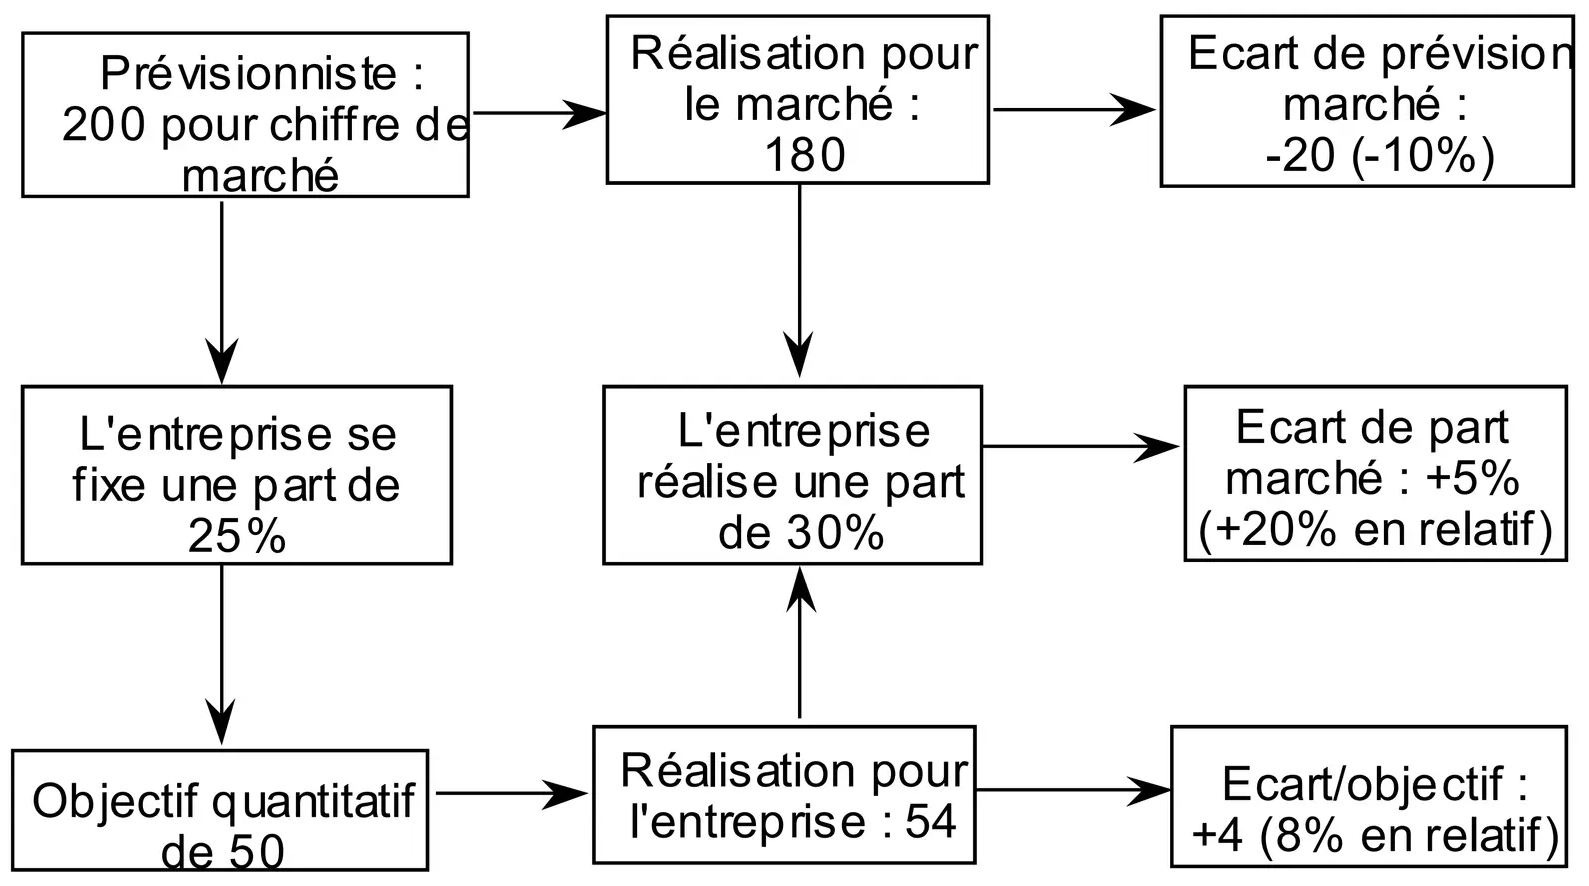 Prévisionniste :
200 pour chiffre de
marché
Réalisation pour
le marché :
180
Ecart de prévision
marché :
-20 (-10%)
L'entreprise se
fixe une part de
25%
L'entreprise
réalise une part
de 30%
Ecart de part
marché : +5%
(+20% en relatif)
Objectif quantitatif
de 50
Réalisation pour
l'entreprise : 54
Ecart/objectif :
+4 (8% en relatif)